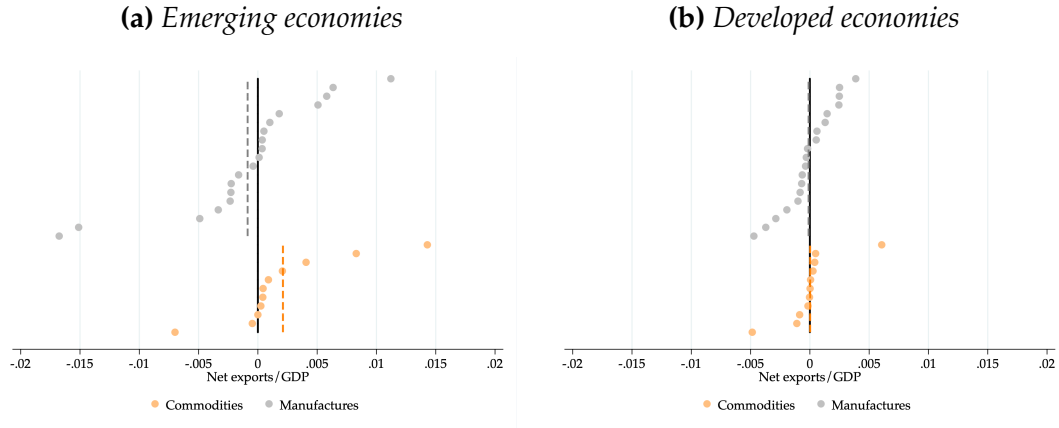 (a) Emerging economies
-.02 -.015 -.01 -.005 0 .005 .01 .015 .02
Net exports/GDP
Commodities Manufactures
(b) Developed economies
-.02 -.015 -.01 -.005 0 .005 .01 .015 .02
Net exports/GDP
Commodities Manufactures